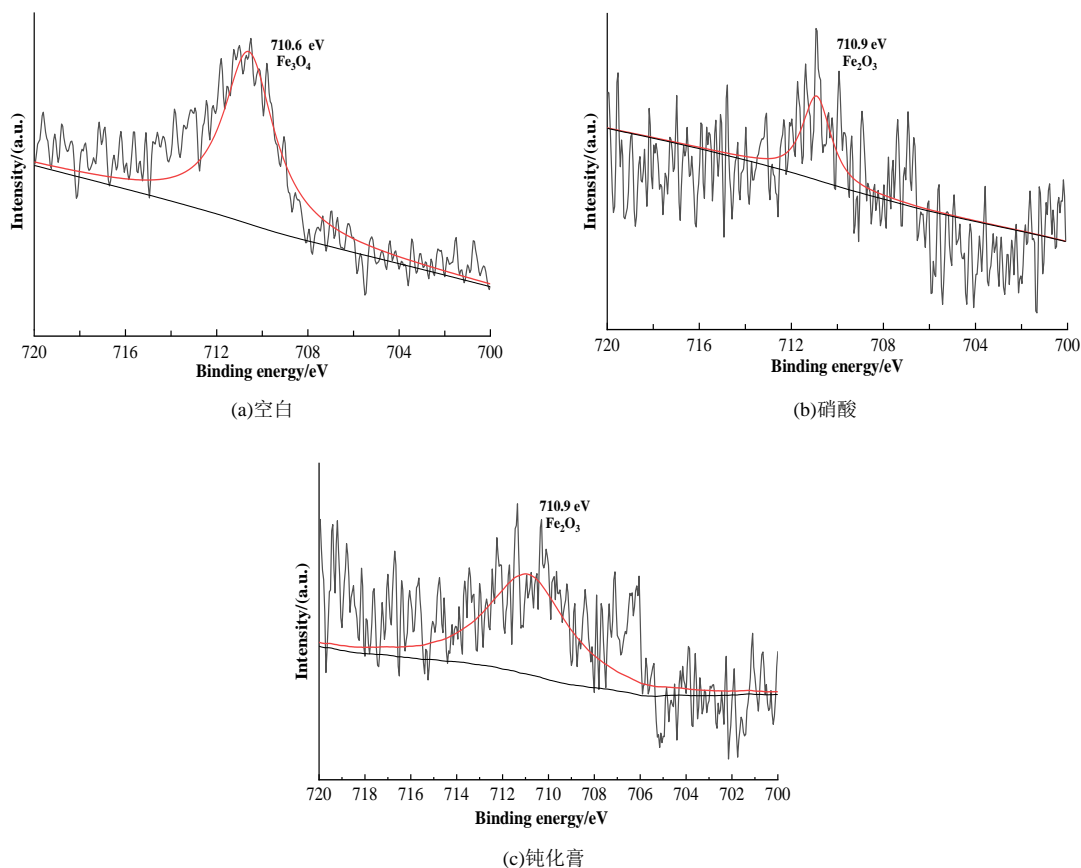 710.6 eV
Fe₃O₄
Intensity/(a.u.)
720 716 712 708 704 700
Binding energy/eV
(a)空白
710.9 eV
Fe₂O₃
Intensity/(a.u.)
720 716 712 708 704 700
Binding energy/eV
(b)硝酸
710.9 eV
Fe₂O₃
Intensity/(a.u.)
720 718 716 714 712 710 708 706 704 702 700
Binding energy/eV
(c)钝化膏